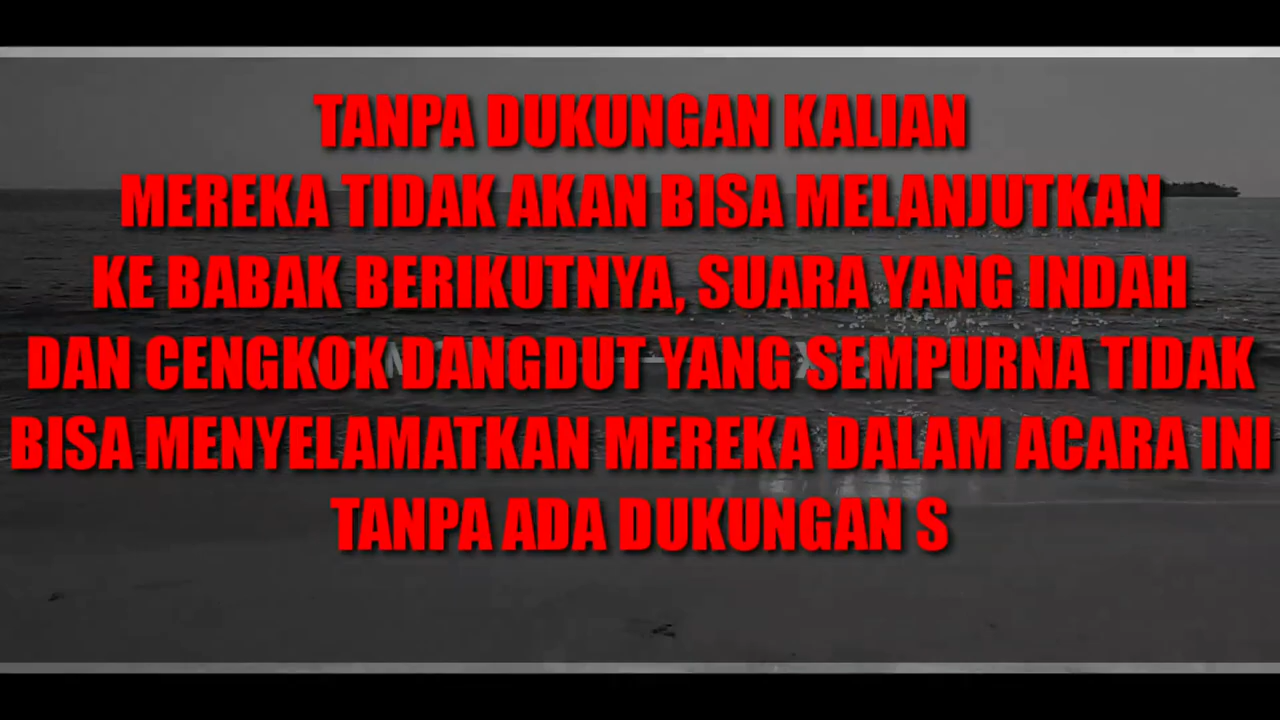 TANPA DUKUNGAN KALIAN
MEREKA TIDAK AKAN BISA MELANJUTKAN
KE BABAK BERIKUTNYA, SUARA YANG INDAH
DAN CENGKOK DANGDUT YANG SEMPURNA TIDAK
BISA MENYELAMATKAN MEREKA DALAM ACARA INI
TANPA ADA DUKUNGAN S